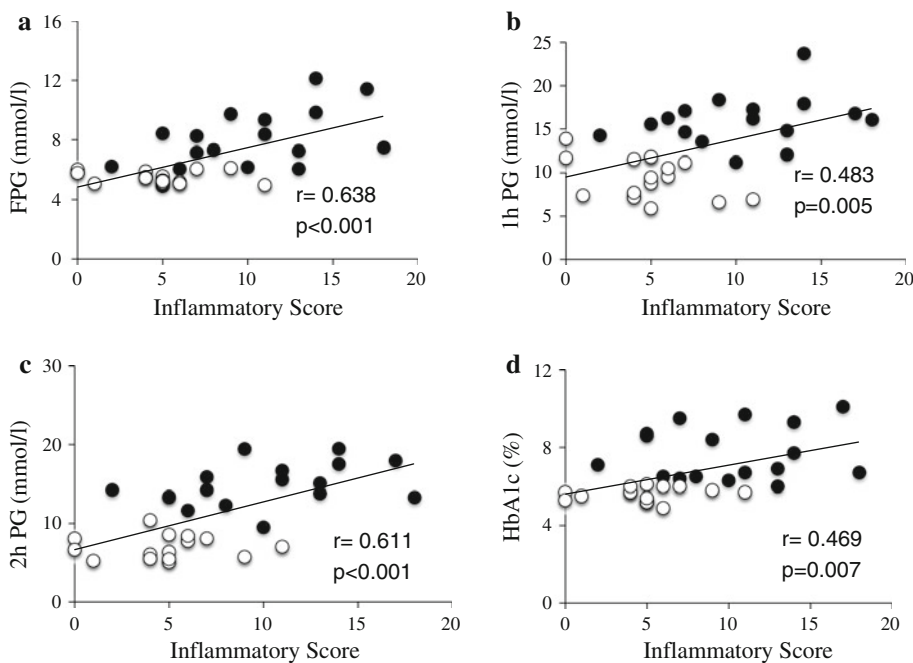 a
FPG (mmol/l)
16
12
8
4
0
0 5 10 15 20
r= 0.638
p<0.001
Inflammatory Score
b
1h PG (mmol/l)
25
20
15
10
5
0
0 5 10 15 20
r= 0.483
p=0.005
Inflammatory Score
c
2h PG (mmol/l)
30
20
10
0
0 5 10 15 20
r= 0.611
p<0.001
Inflammatory Score
d
HbA1c (%)
12
8
4
0
0 5 10 15 20
r= 0.469
p=0.007
Inflammatory Score